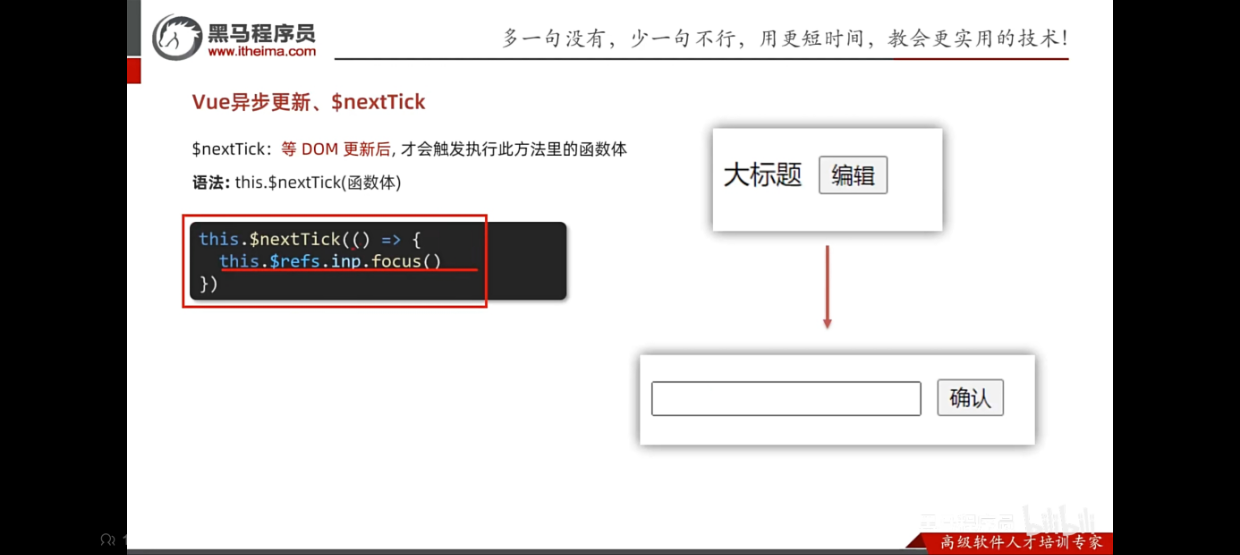 黑马程序员
www.itheima.com
多一句没有，少一句不行，用更短时间，教会更实用的技术！
Vue异步更新、$nextTick
$nextTick：等 DOM 更新后, 才会触发执行此方法里的函数体
语法: this.$nextTick(函数体)
this.$nextTick(() => {
this.$refs.inp.focus()
})
大标题 编辑
确认
bilibili
高级软件人才培训专家